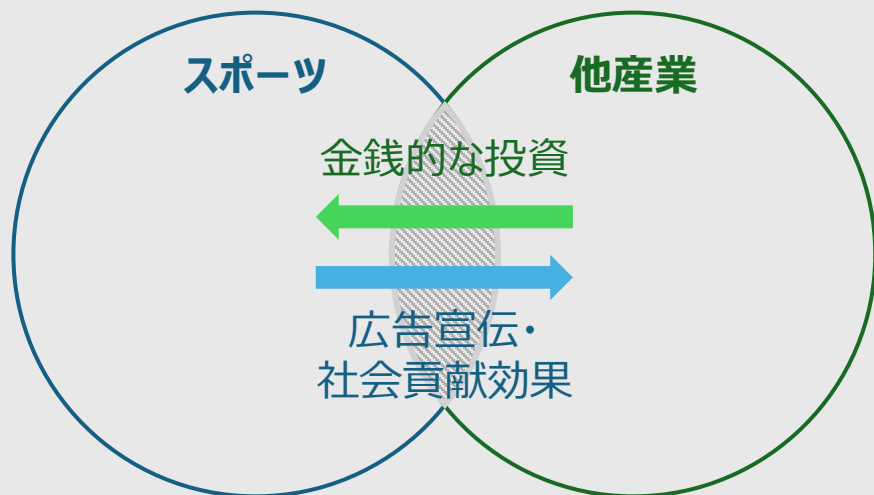 スポーツ
他産業
金銭的な投資
広告宣伝・
社会貢献効果